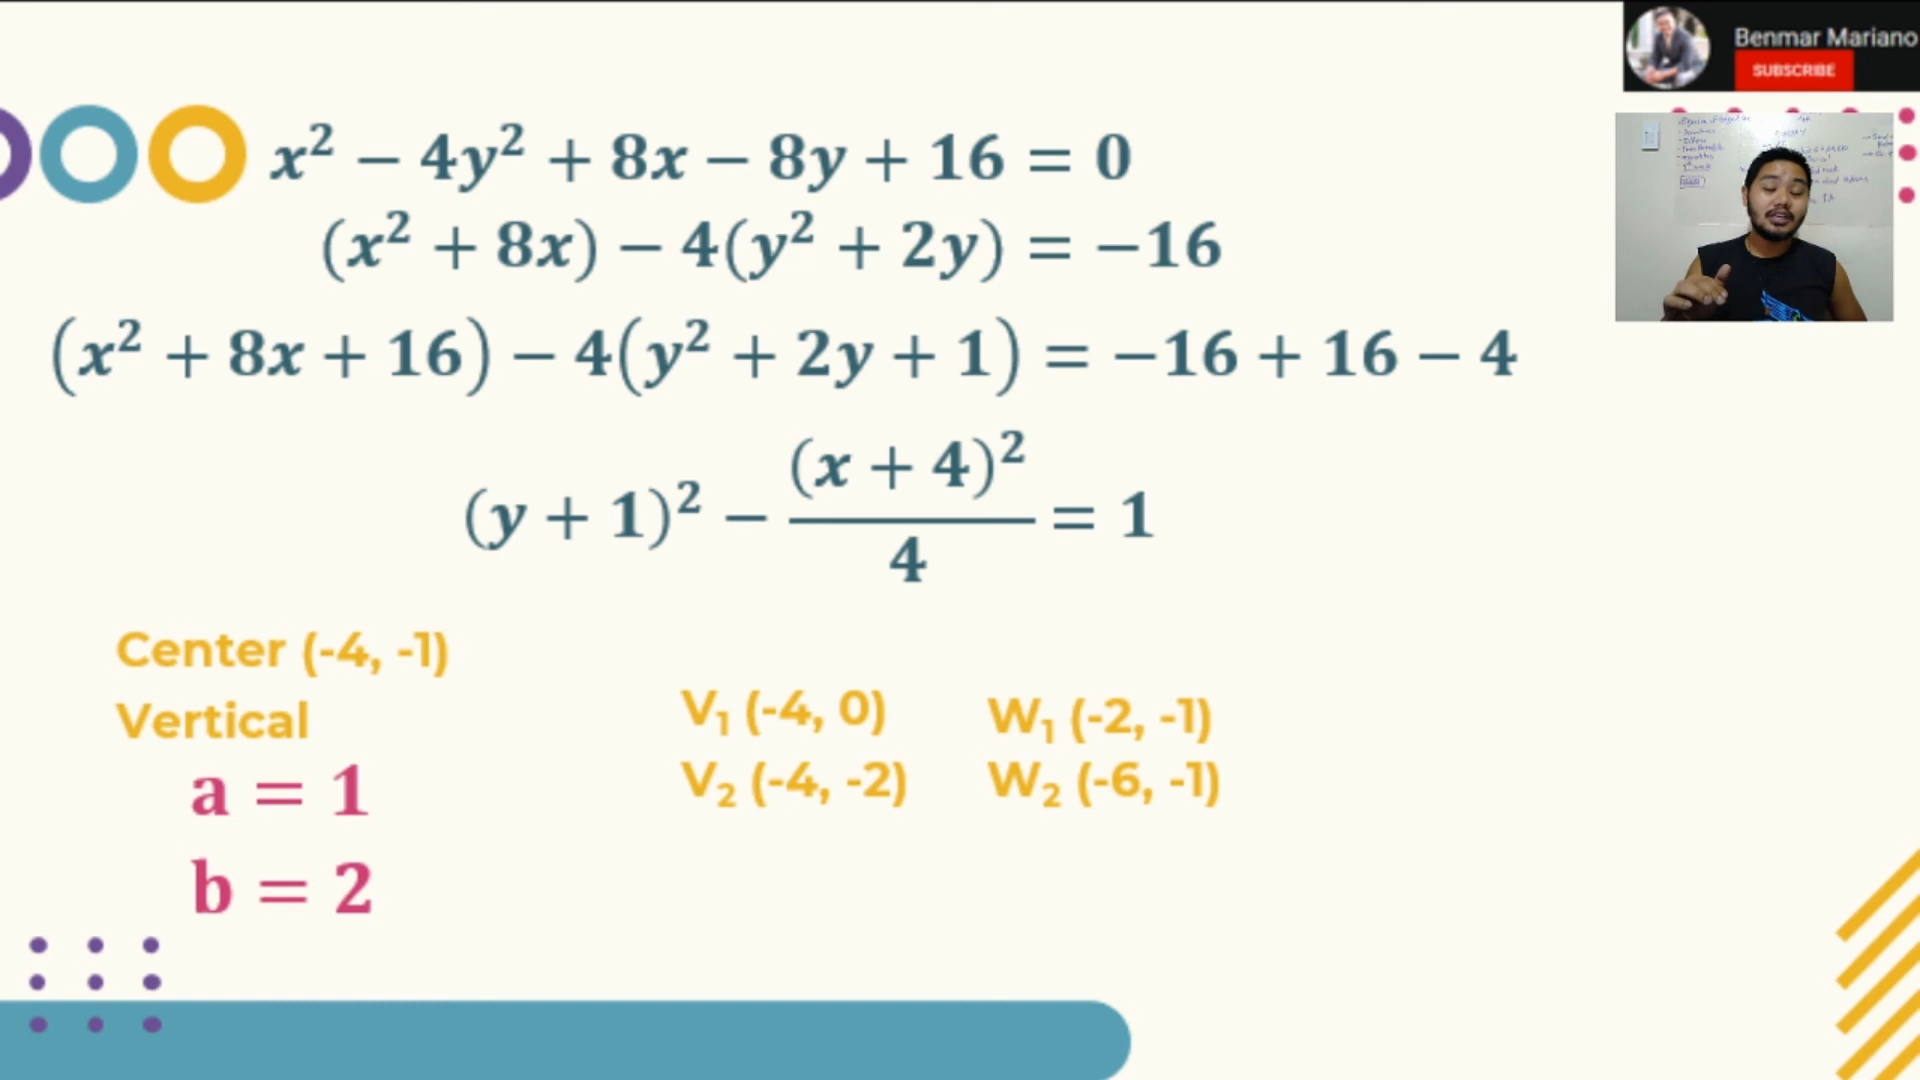 Benmar Mariano
SUBSCRIBE
x² − 4y² + 8x − 8y + 16 = 0
(x² + 8x) − 4(y² + 2y) = −16
(x² + 8x + 16) − 4(y² + 2y + 1) = −16 + 16 − 4
(y + 1)² − (x + 4)²/4 = 1
Center (-4, -1)
Vertical
a = 1
b = 2
V₁ (-4, 0)
V₂ (-4, -2)
W₁ (-2, -1)
W₂ (-6, -1)